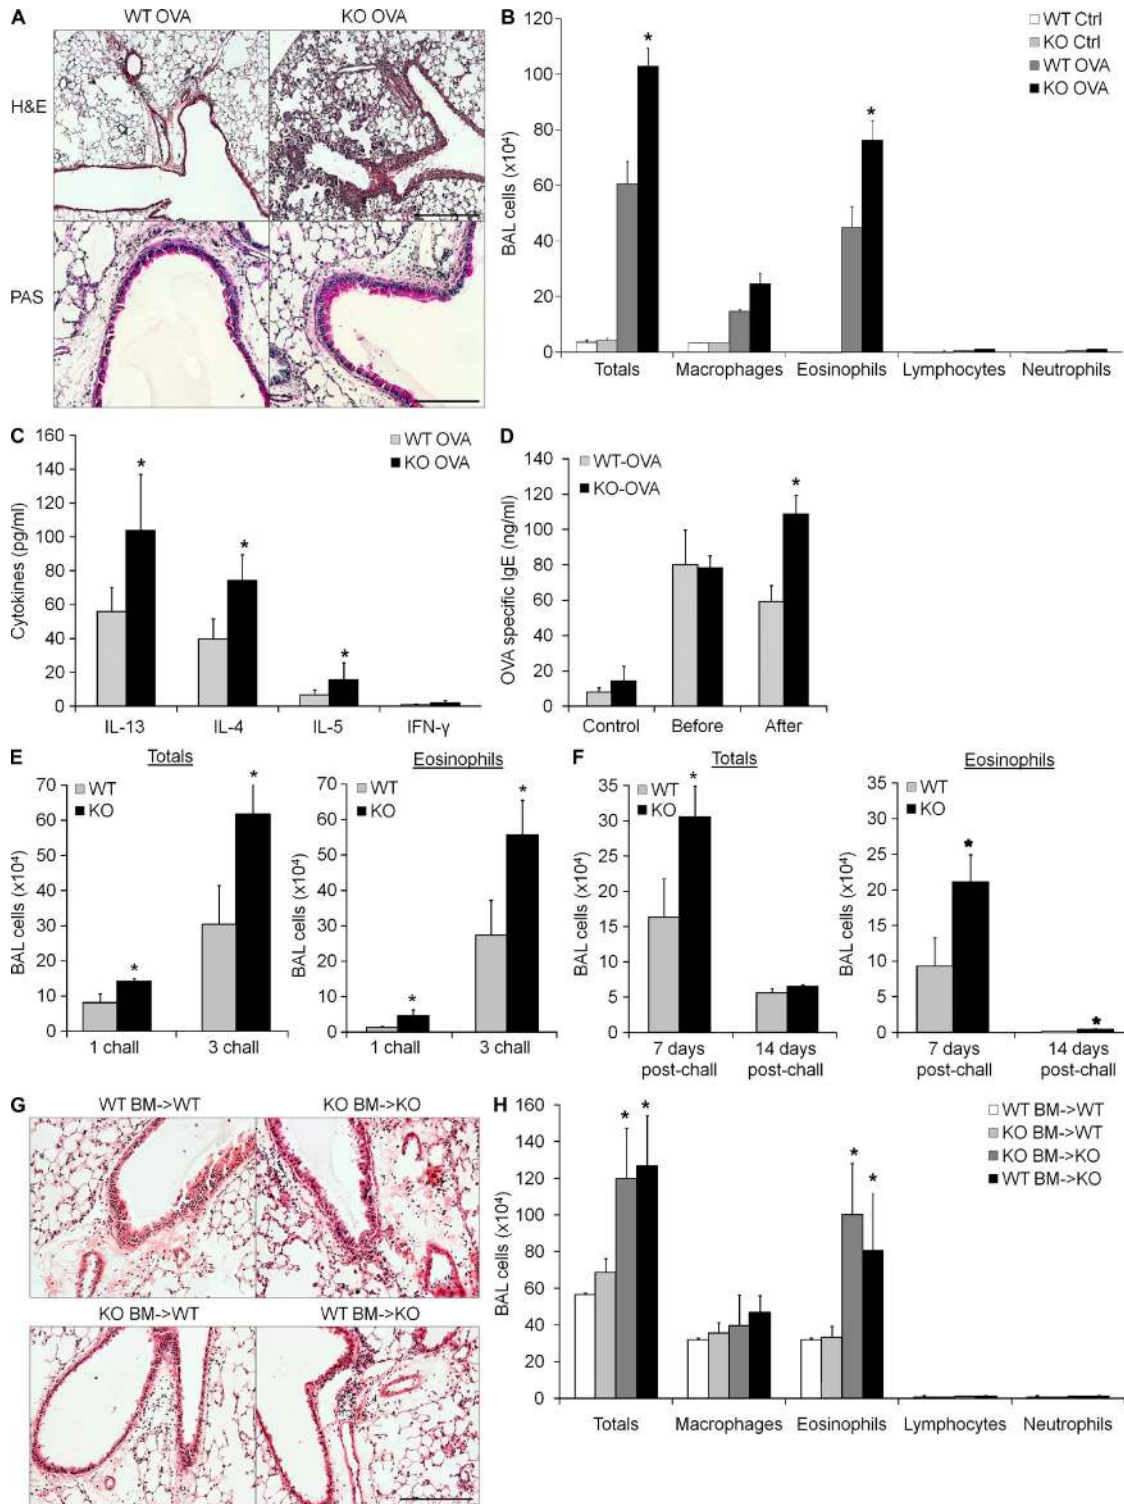 A
WT OVA
KO OVA
H&E
PAS
B
WT Ctrl
KO Ctrl
WT OVA
KO OVA
BAL cells (x10⁴)
120
100
80
60
40
20
0
*
*
Totals
Macrophages
Eosinophils
Lymphocytes
Neutrophils
C
WT OVA
KO OVA
Cytokines (pg/ml)
160
140
120
100
80
60
40
20
0
*
*
*
IL-13
IL-4
IL-5
IFN-γ
D
WT-OVA
KO-OVA
OVA specific IgE (ng/ml)
140
120
100
80
60
40
20
0
*
Control
Before
After
E
Totals
WT
KO
BAL cells (x10⁴)
70
60
50
40
30
20
10
0
*
*
1 chall
3 chall
Eosinophils
WT
KO
BAL cells (x10⁴)
70
60
50
40
30
20
10
0
*
*
1 chall
3 chall
F
Totals
WT
KO
BAL cells (x10⁴)
35
30
25
20
15
10
5
0
*
7 days
post-chall
14 days
post-chall
Eosinophils
WT
KO
BAL cells (x10⁴)
35
30
25
20
15
10
5
0
*
*
7 days
post-chall
14 days
post-chall
G
WT BM->WT
KO BM->KO
KO BM->WT
WT BM->KO
H
WT BM->WT
KO BM->WT
KO BM->KO
WT BM->KO
BAL cells (x10⁴)
160
140
120
100
80
60
40
20
0
*
*
*
*
Totals
Macrophages
Eosinophils
Lymphocytes
Neutrophils